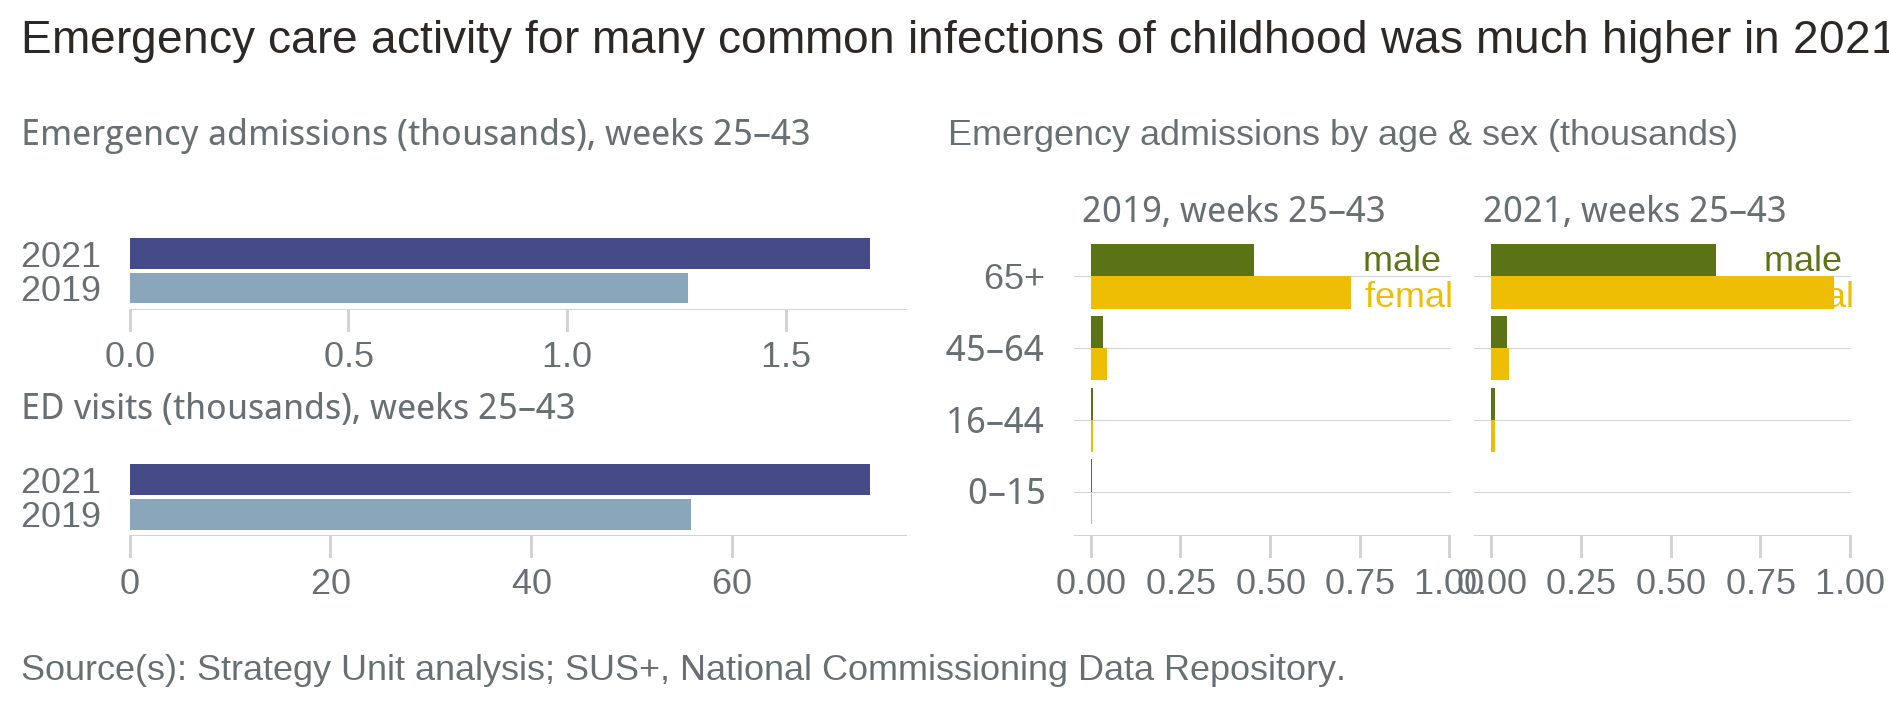 Emergency care activity for many common infections of childhood was much higher in 2021
Emergency admissions (thousands), weeks 25–43
2021
2019
0.0 0.5 1.0 1.5
ED visits (thousands), weeks 25–43
2021
2019
0 20 40 60
Emergency admissions by age & sex (thousands)
2019, weeks 25–43 2021, weeks 25–43
male male
femal al
65+
45–64
16–44
0–15
0.00 0.25 0.50 0.75 1.00 0.00 0.25 0.50 0.75 1.00
Source(s): Strategy Unit analysis; SUS+, National Commissioning Data Repository.